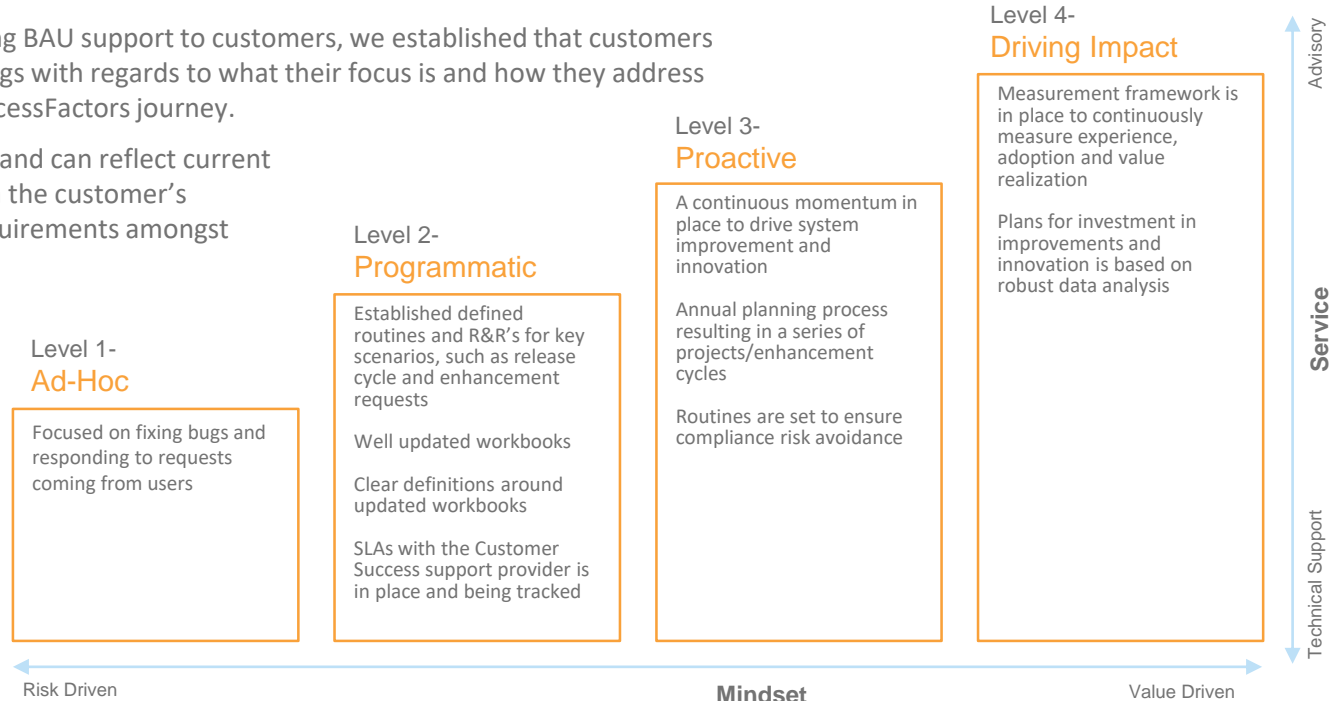 ng BAU support to customers, we established that customers
gs with regards to what their focus is and how they address
ccessFactors journey.
and can reflect current
the customer’s
quirements amongst
Level 1-
Ad-Hoc
Focused on fixing bugs and
responding to requests
coming from users
Level 2-
Programmatic
Established defined
routines and R&R’s for key
scenarios, such as release
cycle and enhancement
requests
Well updated workbooks
Clear definitions around
updated workbooks
SLAs with the Customer
Success support provider is
in place and being tracked
Level 3-
Proactive
A continuous momentum in
place to drive system
improvement and
innovation
Annual planning process
resulting in a series of
projects/enhancement
cycles
Routines are set to ensure
compliance risk avoidance
Level 4-
Driving Impact
Measurement framework is
in place to continuously
measure experience,
adoption and value
realization
Plans for investment in
improvements and
innovation is based on
robust data analysis
Advisory
Service
Technical Support
Risk Driven
Mindset
Value Driven